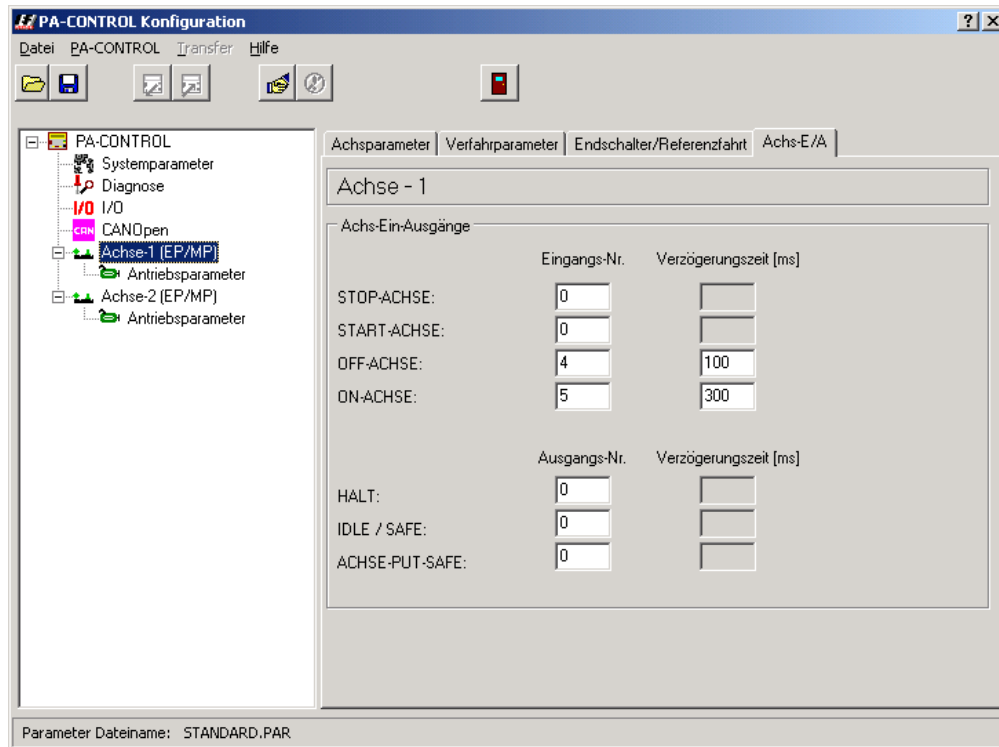 PA-CONTROL Konfiguration
Datei PA-CONTROL Transfer Hilfe
PA-CONTROL
Systemparameter
Diagnose
I/O I/O
CAN CANOpen
Achse-1 (EP/MP)
Antriebsparameter
Achse-2 (EP/MP)
Antriebsparameter
Achsparameter Verfahrparameter Endschalter/Referenzfahrt Achs-E/A
Achse - 1
Achs-Ein-Ausgänge
Eingangs-Nr. Verzögerungszeit [ms]
STOP-ACHSE: 0
START-ACHSE: 0
OFF-ACHSE: 4 100
ON-ACHSE: 5 300
Ausgangs-Nr. Verzögerungszeit [ms]
HALT: 0
IDLE / SAFE: 0
ACHSE-PUT-SAFE: 0
Parameter Dateiname: STANDARD.PAR